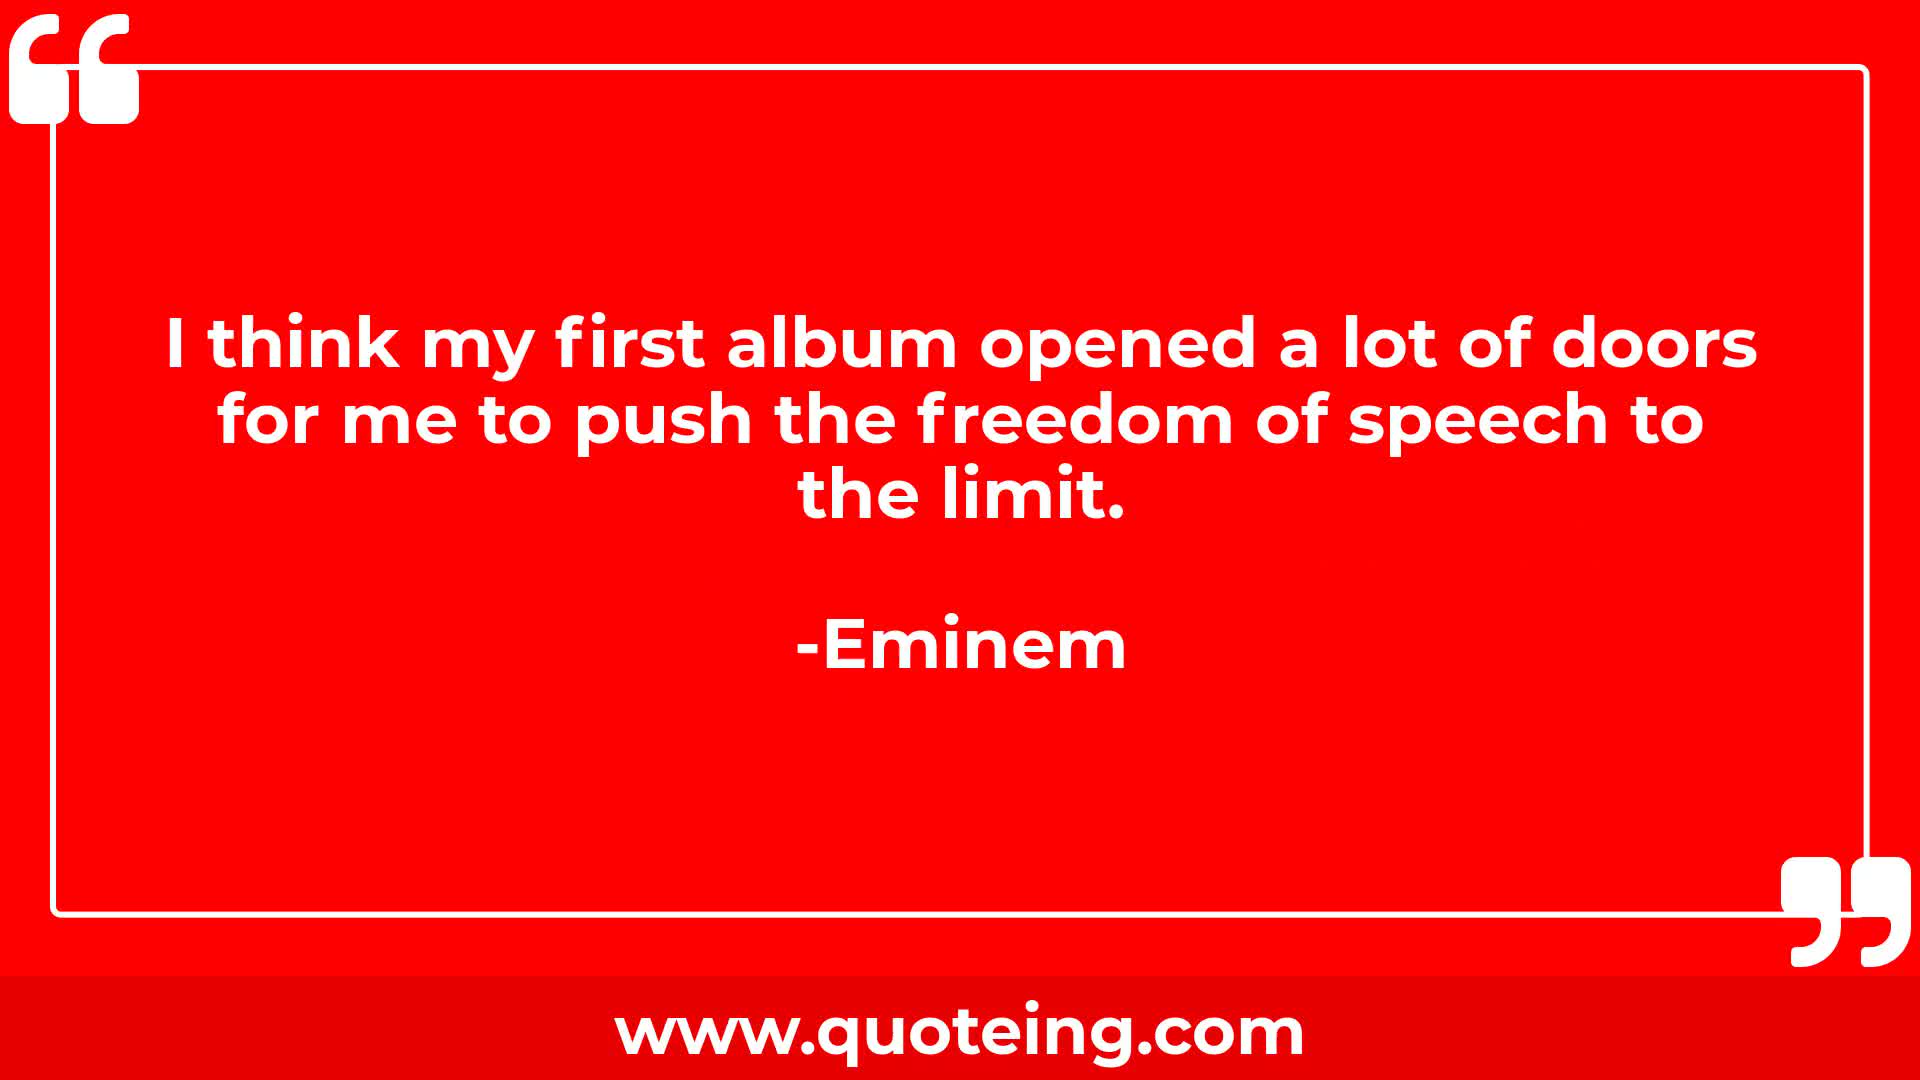 I think my first album opened a lot of doors
for me to push the freedom of speech to
the limit.
-Eminem
www.quoteing.com